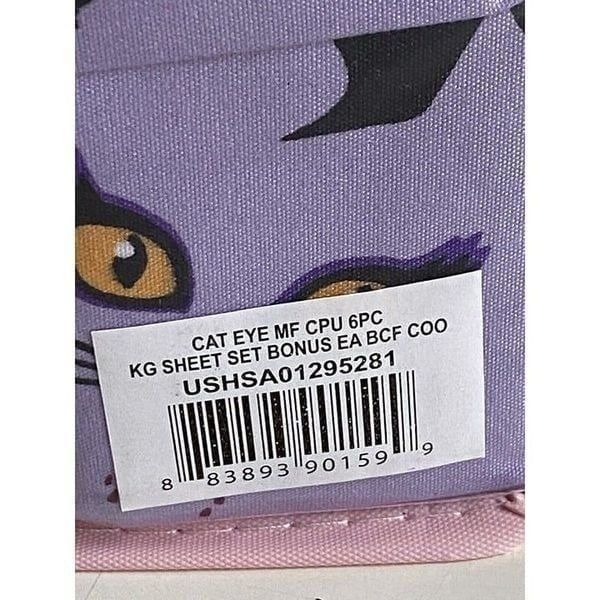 CAT EYE MF CPU 6PC
KG SHEET SET BONUS EA BCF COO
USHSA01295281
8 83893 90159 9